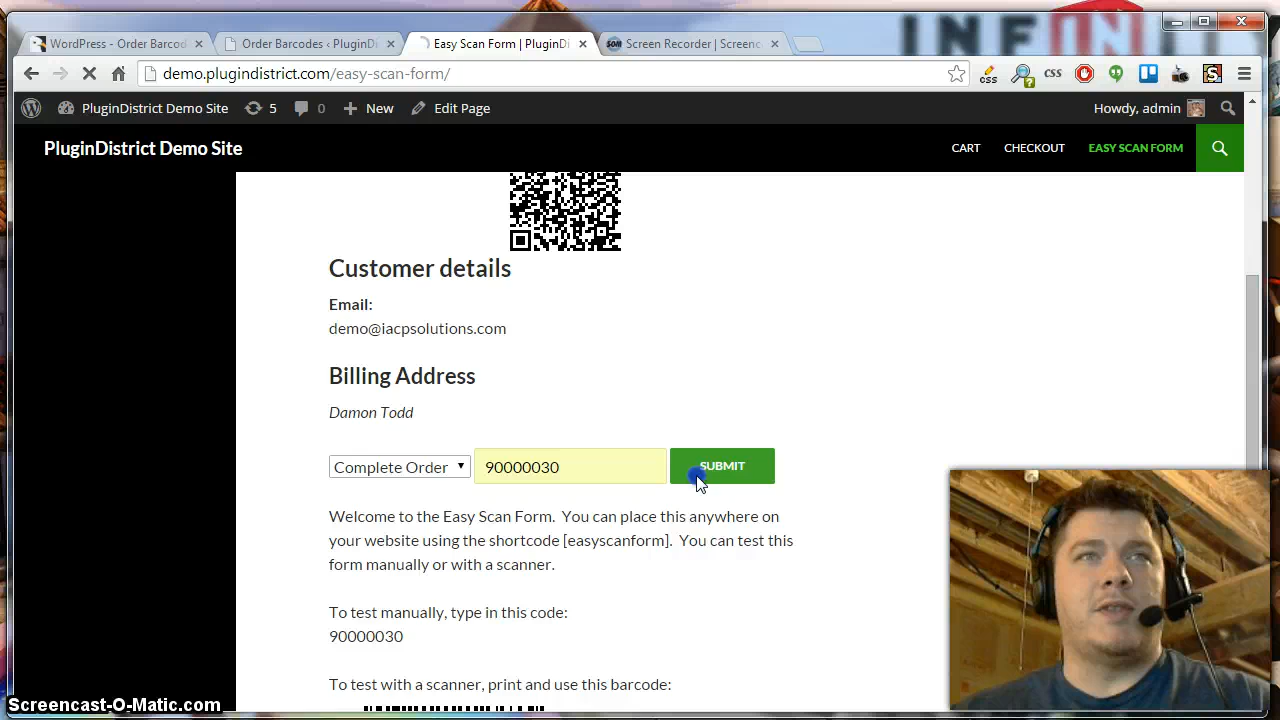 INFIN
WordPress - Order Barcod
Order Barcodes ‹ PluginDi
Easy Scan Form | PluginDi
Screen Recorder | Screenc
demo.plugindistrict.com/easy-scan-form/
CSS
PluginDistrict Demo Site
5
0
New
Edit Page
Howdy, admin
PluginDistrict Demo Site
CART
CHECKOUT
EASY SCAN FORM
Customer details
Email:
demo@iacpsolutions.com
Billing Address
Damon Todd
Complete Order
90000030
SUBMIT
Welcome to the Easy Scan Form. You can place this anywhere on
your website using the shortcode [easyscanform]. You can test this
form manually or with a scanner.
To test manually, type in this code:
90000030
To test with a scanner, print and use this barcode:
Screencast-O-Matic.com